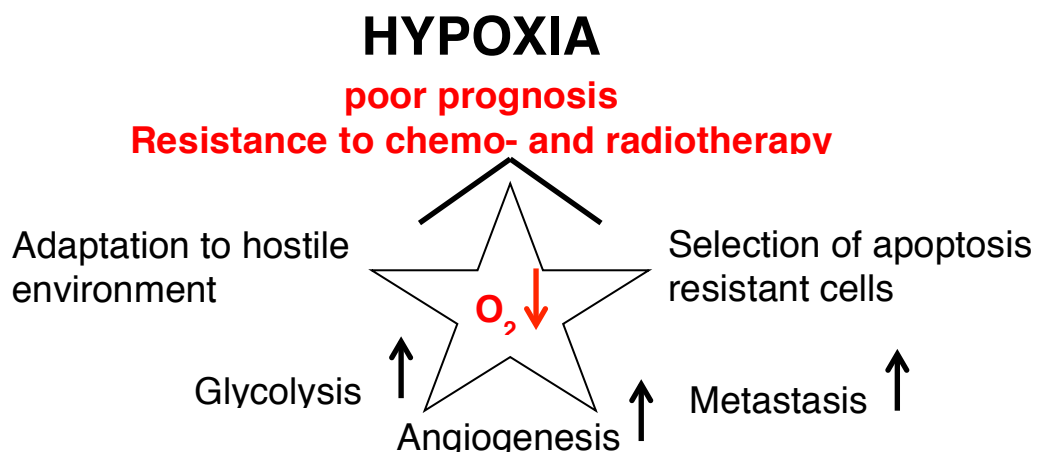 HYPOXIA
poor prognosis
Resistance to chemo- and radiotherapy
Adaptation to hostile
environment
Selection of apoptosis
resistant cells
O₂
Glycolysis
Angiogenesis
Metastasis